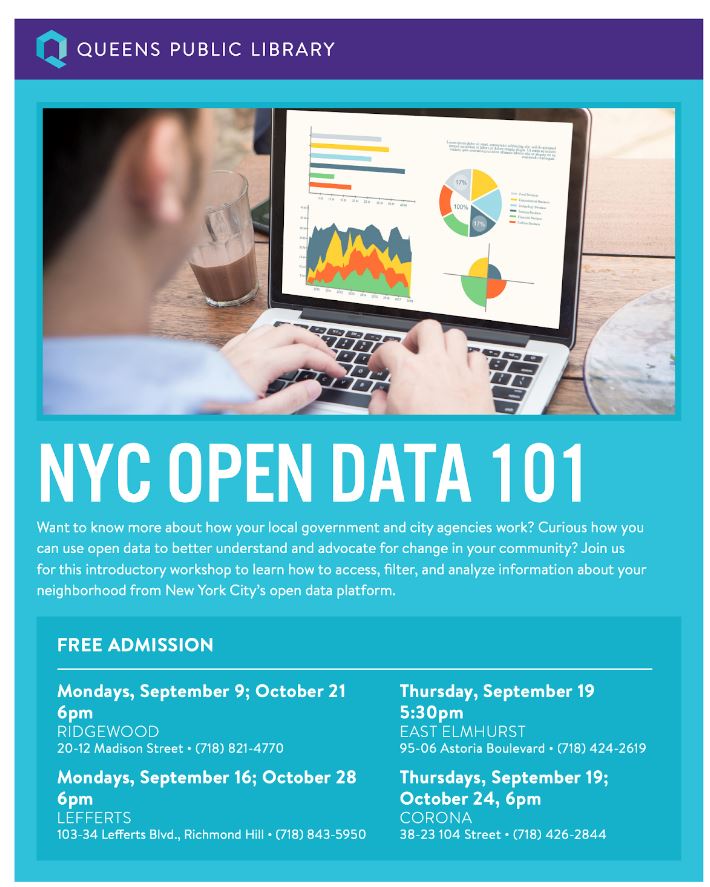 QUEENS PUBLIC LIBRARY
17%
100%
17%
NYC OPEN DATA 101
Want to know more about how your local government and city agencies work? Curious how you
can use open data to better understand and advocate for change in your community? Join us
for this introductory workshop to learn how to access, filter, and analyze information about your
neighborhood from New York City’s open data platform.
FREE ADMISSION
Mondays, September 9; October 21
6pm
RIDGEWOOD
20-12 Madison Street • (718) 821-4770
Mondays, September 16; October 28
6pm
LEFFERTS
103-34 Lefferts Blvd., Richmond Hill • (718) 843-5950
Thursday, September 19
5:30pm
EAST ELMHURST
95-06 Astoria Boulevard • (718) 424-2619
Thursdays, September 19;
October 24, 6pm
CORONA
38-23 104 Street • (718) 426-2844